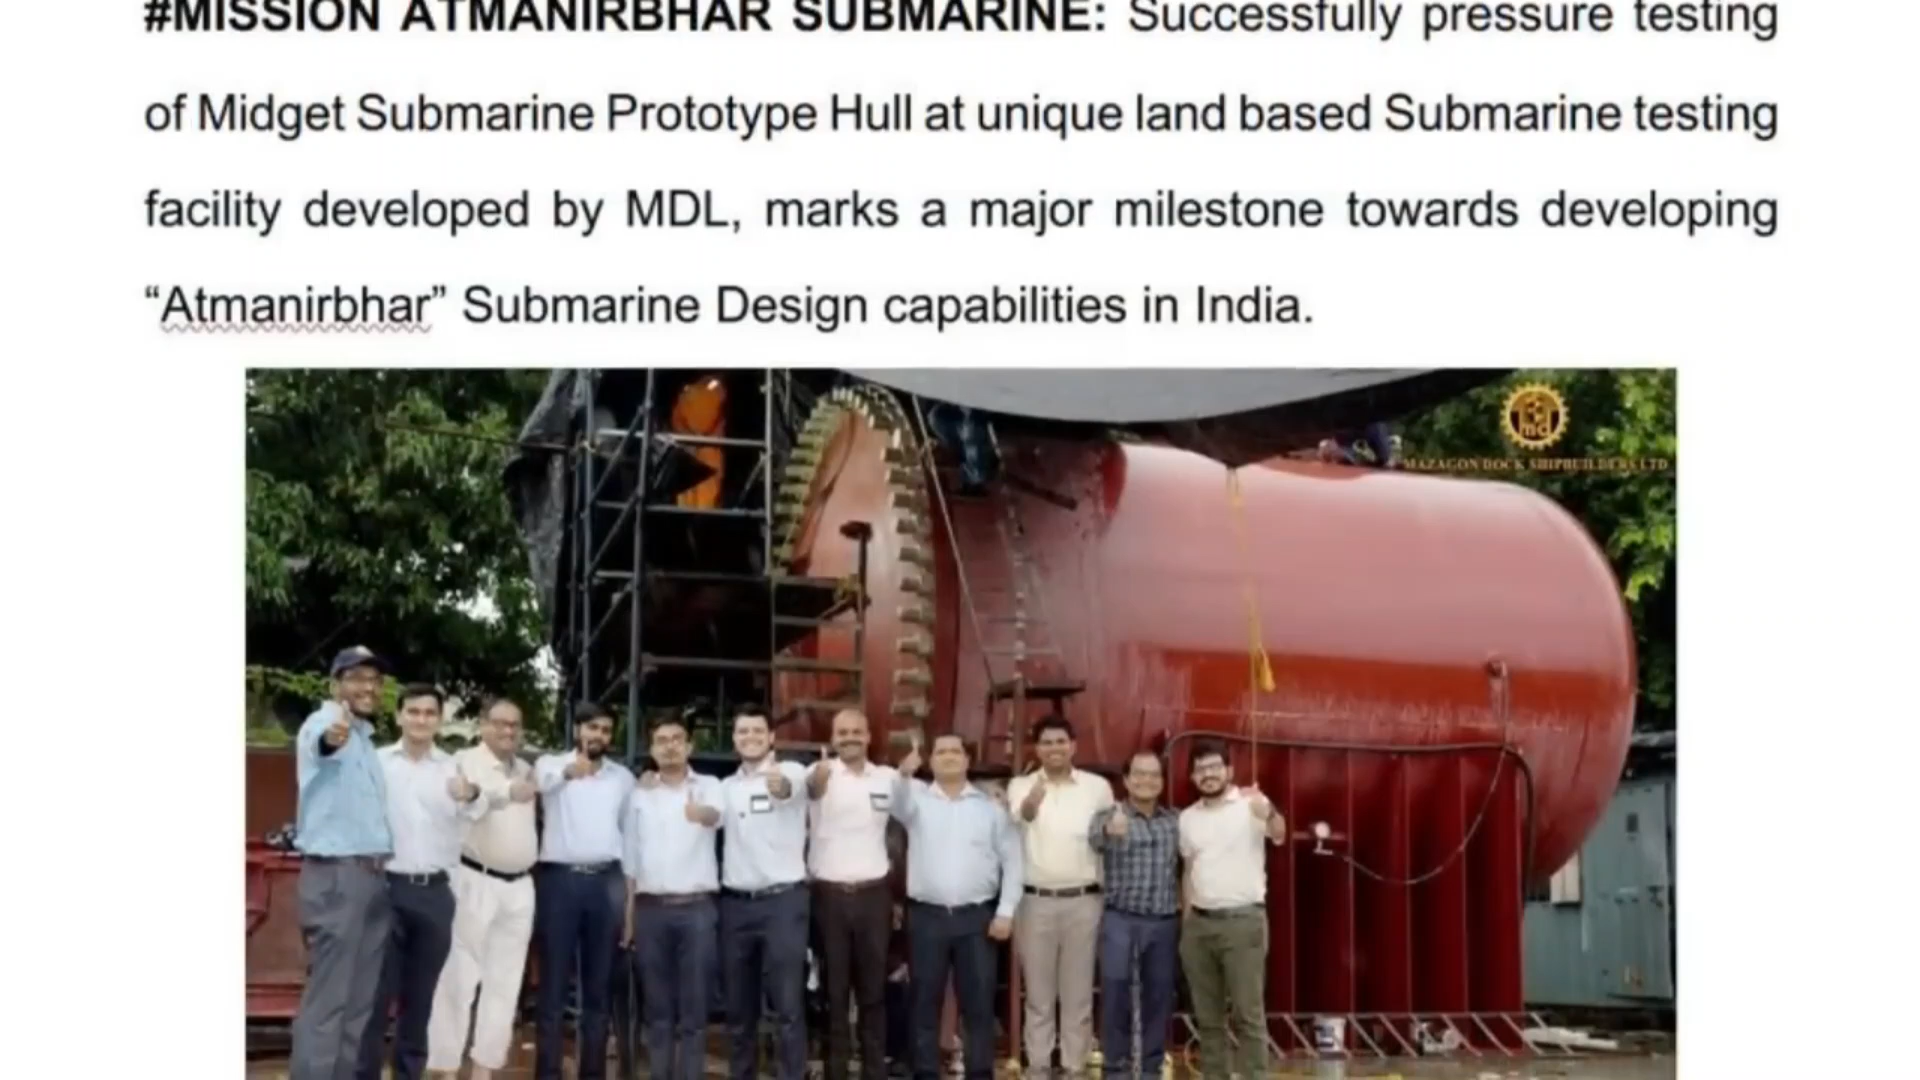 #MISSION ATMANIRBHAR SUBMARINE: Successfully pressure testing
of Midget Submarine Prototype Hull at unique land based Submarine testing
facility developed by MDL, marks a major milestone towards developing
“Atmanirbhar” Submarine Design capabilities in India.
MAZAGON DOCK SHIPBUILDERS LTD